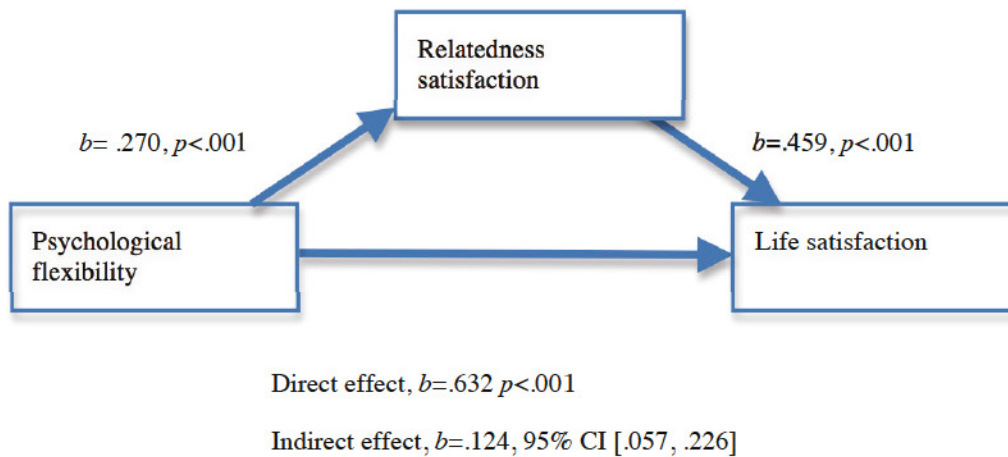 Relatedness
satisfaction
b= .270, p<.001
b=.459, p<.001
Psychological
flexibility
Life satisfaction
Direct effect, b=.632 p<.001
Indirect effect, b=.124, 95% CI [.057, .226]